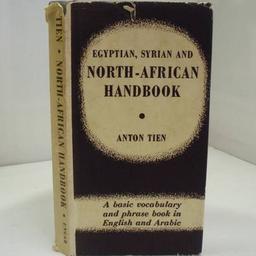 EGYPTIAN, SYRIAN AND
NORTH-AFRICAN
HANDBOOK
ANTON TIEN
A basic vocabulary
and phrase book in
English and Arabic
TIEN • NORTH-AFRICAN HANDBOOK • UNGAR